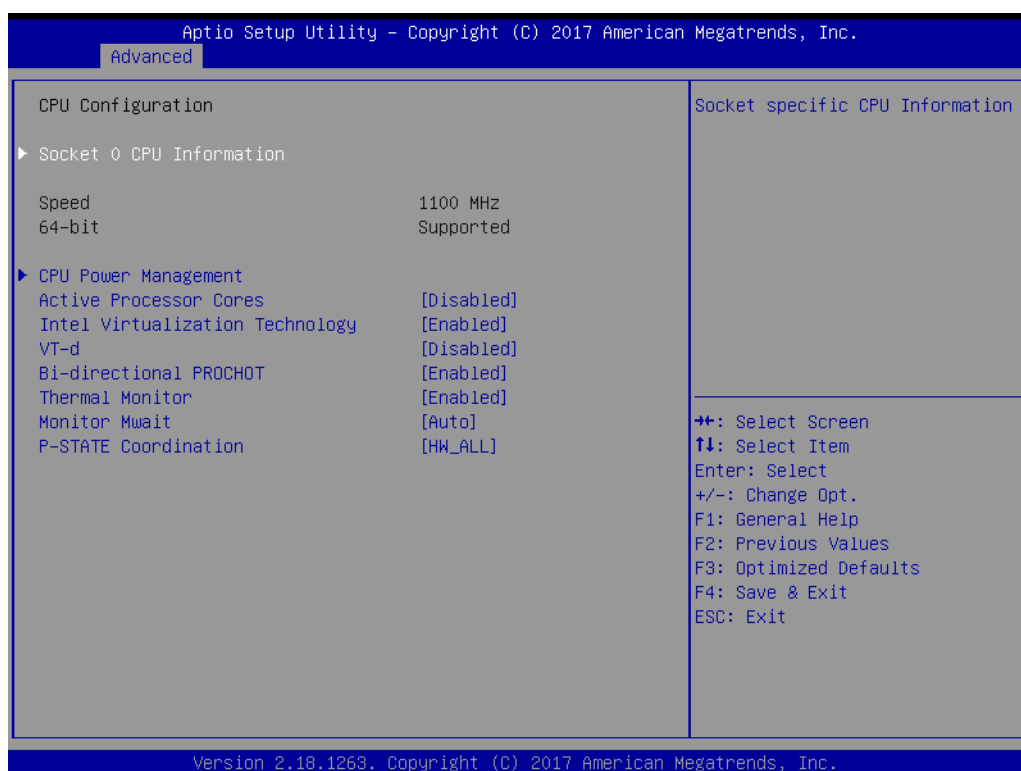 Aptio Setup Utility – Copyright (C) 2017 American Megatrends, Inc.
Advanced
CPU Configuration
Socket 0 CPU Information
Speed 1100 MHz
64-bit Supported
CPU Power Management
Active Processor Cores [Disabled]
Intel Virtualization Technology [Enabled]
VT-d [Disabled]
Bi-directional PROCHOT [Enabled]
Thermal Monitor [Enabled]
Monitor Mwait [Auto]
P-STATE Coordination [HW_ALL]
Socket specific CPU Information
→←: Select Screen
↑↓: Select Item
Enter: Select
+/-: Change Opt.
F1: General Help
F2: Previous Values
F3: Optimized Defaults
F4: Save & Exit
ESC: Exit
Version 2.18.1263. Copyright (C) 2017 American Megatrends, Inc.